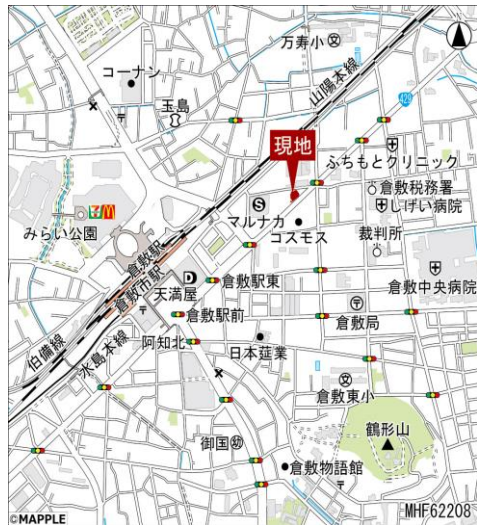 万寿小
文
コーナン
山陽本線
429
玉島
現地
ふちもとクリニック
倉敷税務署
しげい病院
S
マルナカ
コスモス
裁判所
みらい公園
倉敷駅
倉敷市駅
D
天満屋
倉敷駅東
倉敷中央病院
倉敷駅前
倉敷局
伯備線
水島本線
阿知北
日本莚業
文
倉敷東小
鶴形山
御国幼
倉敷物語館
©MAPPLE
MHF62208